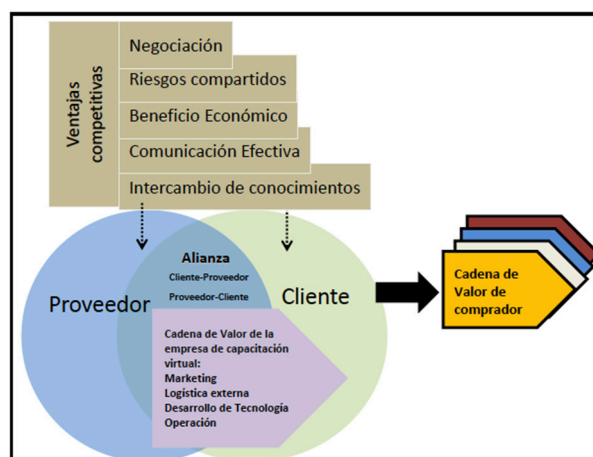 Ventajas
competitivas
Negociación
Riesgos compartidos
Beneficio Económico
Comunicación Efectiva
Intercambio de conocimientos
Alianza
Cliente-Proveedor
Proveedor-Cliente
Proveedor
Cliente
Cadena de Valor de la
empresa de capacitación
virtual:
Marketing
Logística externa
Desarrollo de Tecnología
Operación
Cadena de
Valor de
comprador